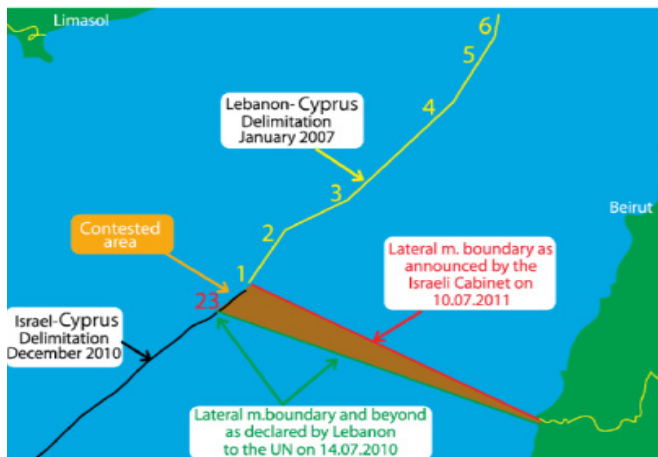 Limasol
6
5
Lebanon-Cyprus
Delimitation
January 2007
4
3
Beirut
2
Contested
area
Lateral m. boundary as
announced by the
Israeli Cabinet on
10.07.2011
1
23
Israel-Cyprus
Delimitation
December 2010
Lateral m.boundary and beyond
as declared by Lebanon
to the UN on 14.07.2010